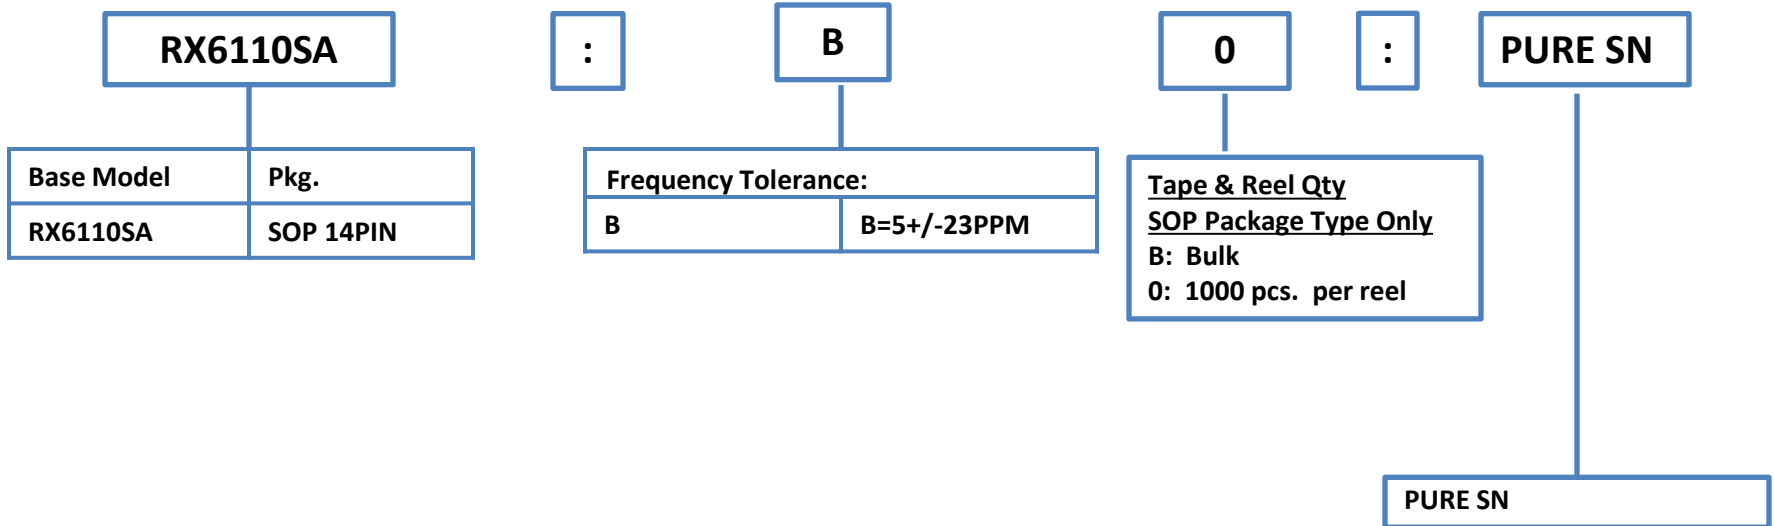 RX6110SA : B 0 : PURE SN
Base Model Pkg.
RX6110SA SOP 14PIN
Frequency Tolerance:
B B=5+/-23PPM
Tape & Reel Qty
SOP Package Type Only
B: Bulk
0: 1000 pcs. per reel
PURE SN